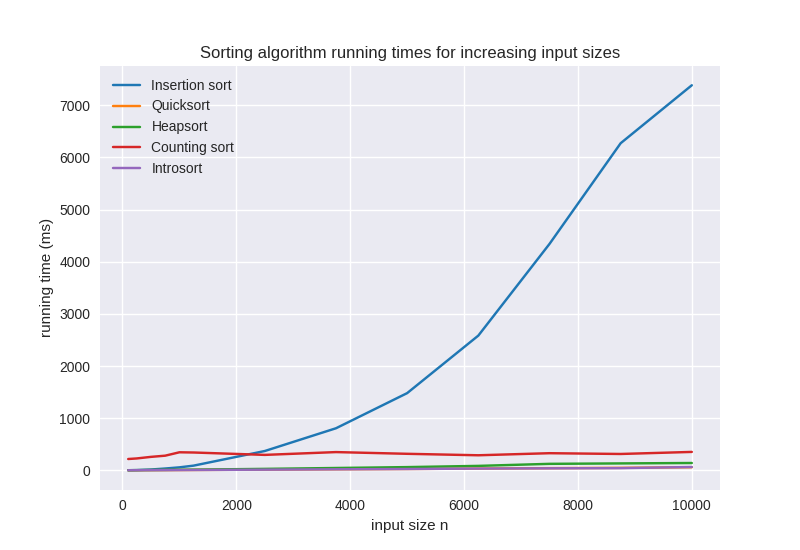 Sorting algorithm running times for increasing input sizes
Insertion sort
Quicksort
Heapsort
Counting sort
Introsort
running time (ms)
7000
6000
5000
4000
3000
2000
1000
0
0 2000 4000 6000 8000 10000
input size n